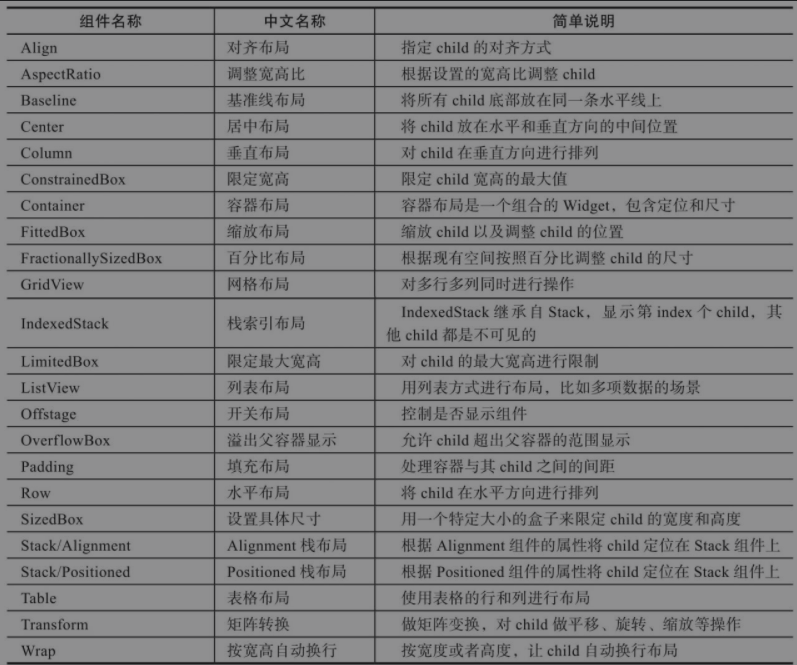 组件名称 中文名称 简单说明
Align 对齐布局 指定 child 的对齐方式
AspectRatio 调整宽高比 根据设置的宽高比调整 child
Baseline 基准线布局 将所有 child 底部放在同一条水平线上
Center 居中布局 将 child 放在水平和垂直方向的中间位置
Column 垂直布局 对 child 在垂直方向进行排列
ConstrainedBox 限定宽高 限定 child 宽高的最大值
Container 容器布局 容器布局是一个组合的 Widget，包含定位和尺寸
FittedBox 缩放布局 缩放 child 以及调整 child 的位置
FractionallySizedBox 百分比布局 根据现有空间按照百分比调整 child 的尺寸
GridView 网格布局 对多行多列同时进行操作
IndexedStack 栈索引布局 IndexedStack 继承自 Stack，显示第 index 个 child，其
他 child 都是不可见的
LimitedBox 限定最大宽高 对 child 的最大宽高进行限制
ListView 列表布局 用列表方式进行布局，比如多项数据的场景
Offstage 开关布局 控制是否显示组件
OverflowBox 溢出父容器显示 允许 child 超出父容器的范围显示
Padding 填充布局 处理容器与其 child 之间的间距
Row 水平布局 将 child 在水平方向进行排列
SizedBox 设置具体尺寸 用一个特定大小的盒子来限定 child 的宽度和高度
Stack/Alignment Alignment 栈布局 根据 Alignment 组件的属性将 child 定位在 Stack 组件上
Stack/Positioned Positioned 栈布局 根据 Positioned 组件的属性将 child 定位在 Stack 组件上
Table 表格布局 使用表格的行和列进行布局
Transform 矩阵转换 做矩阵变换，对 child 做平移、旋转、缩放等操作
Wrap 按宽高自动换行 按宽度或者高度，让 child 自动换行布局